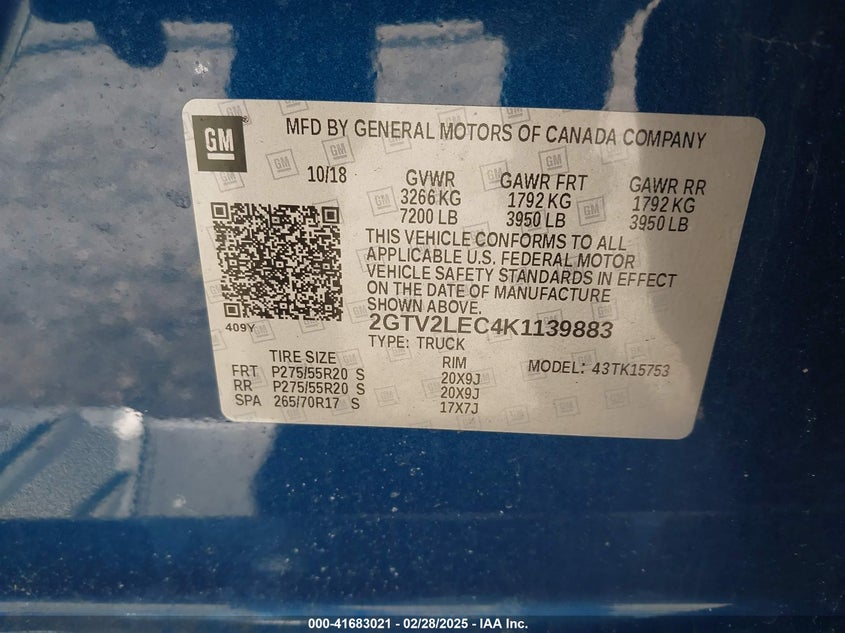 GM ®
MFD BY GENERAL MOTORS OF CANADA COMPANY
10/18
GVWR GAWR FRT GAWR RR
3266 KG 1792 KG 1792 KG
7200 LB 3950 LB 3950 LB
THIS VEHICLE CONFORMS TO ALL
APPLICABLE U.S. FEDERAL MOTOR
VEHICLE SAFETY STANDARDS IN EFFECT
ON THE DATE OF MANUFACTURE
SHOWN ABOVE.
409Y
2GTV2LEC4K1139883
TYPE: TRUCK
MODEL: 43TK15753
TIRE SIZE RIM
FRT P275/55R20 S 20X9J
RR P275/55R20 S 20X9J
SPA 265/70R17 S 17X7J
000-41683021 - 02/28/2025 - IAA Inc.